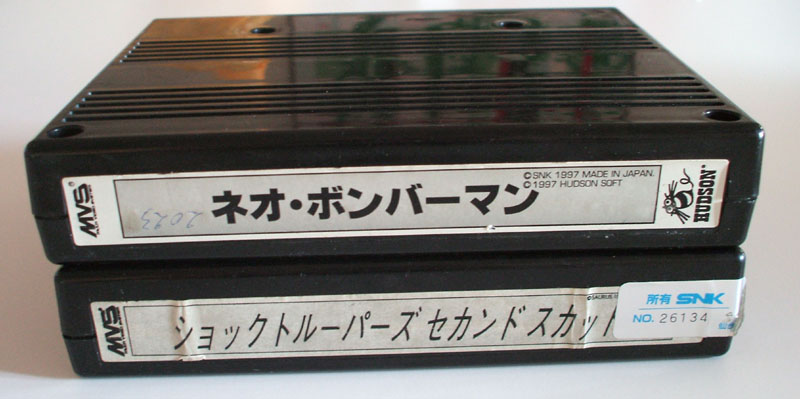 MVS
2023
ネオ・ボンバーマン
©SNK 1997 MADE IN JAPAN.
©1997 HUDSON SOFT
HUDSON®
MVS
ショックトルーパーズ セカンド スカット
©SAURUS
所有 SNK
NO. 26134